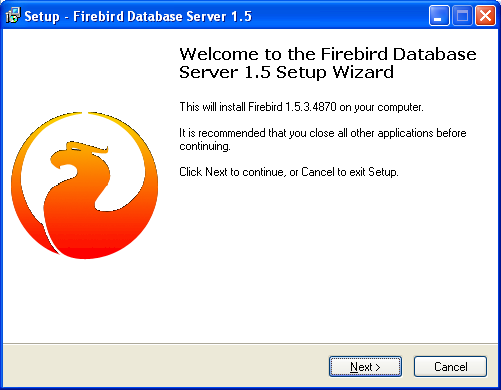 Setup - Firebird Database Server 1.5
Welcome to the Firebird Database
Server 1.5 Setup Wizard
This will install Firebird 1.5.3.4870 on your computer.
It is recommended that you close all other applications before
continuing.
Click Next to continue, or Cancel to exit Setup.
Next >
Cancel